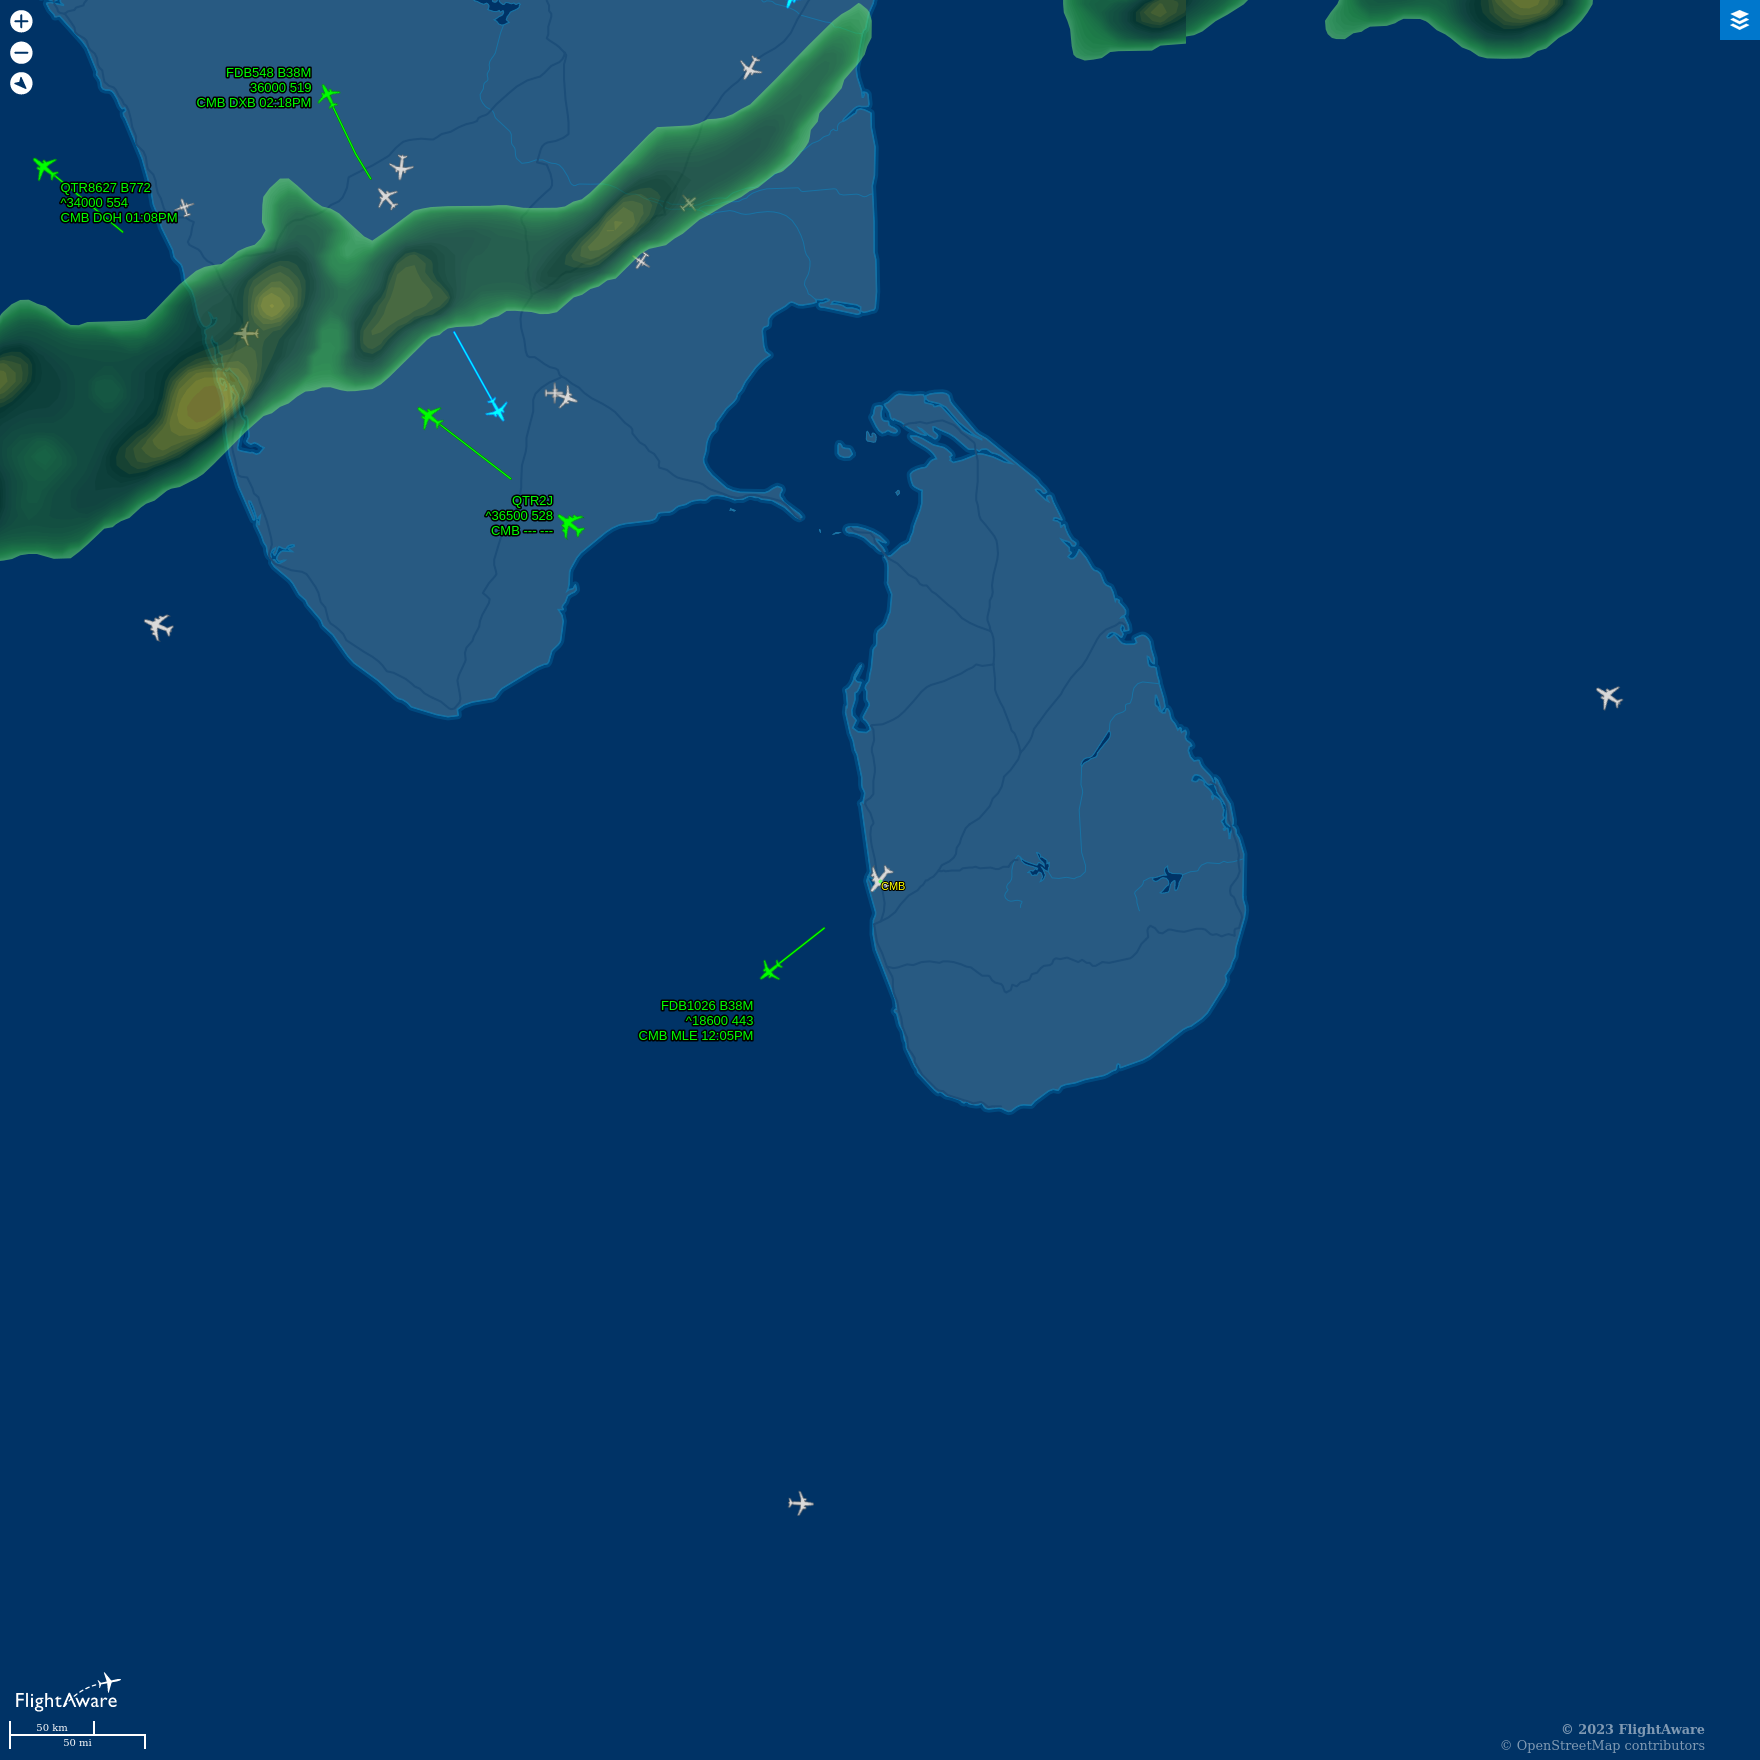 FDB548 B38M
36000 519
CMB DXB 02:18PM
QTR8627 B772
^34000 554
CMB DOH 01:08PM
QTR2J
^36500 528
CMB --- ---
CMB
FDB1026 B38M
^18600 443
CMB MLE 12:05PM
FlightAware
50 km
50 mi
© 2023 FlightAware
© OpenStreetMap contributors